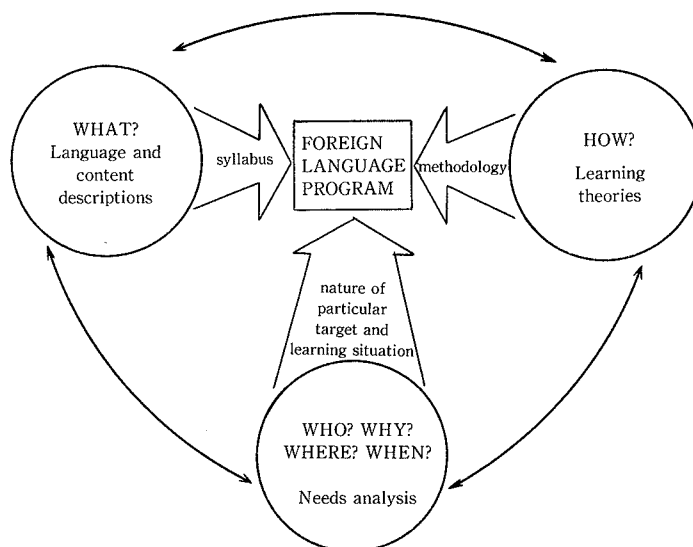 WHAT?
Language and
content
descriptions
syllabus
FOREIGN
LANGUAGE
PROGRAM
methodology
HOW?
Learning
theories
nature of
particular
target and
learning situation
WHO? WHY?
WHERE? WHEN?
Needs analysis